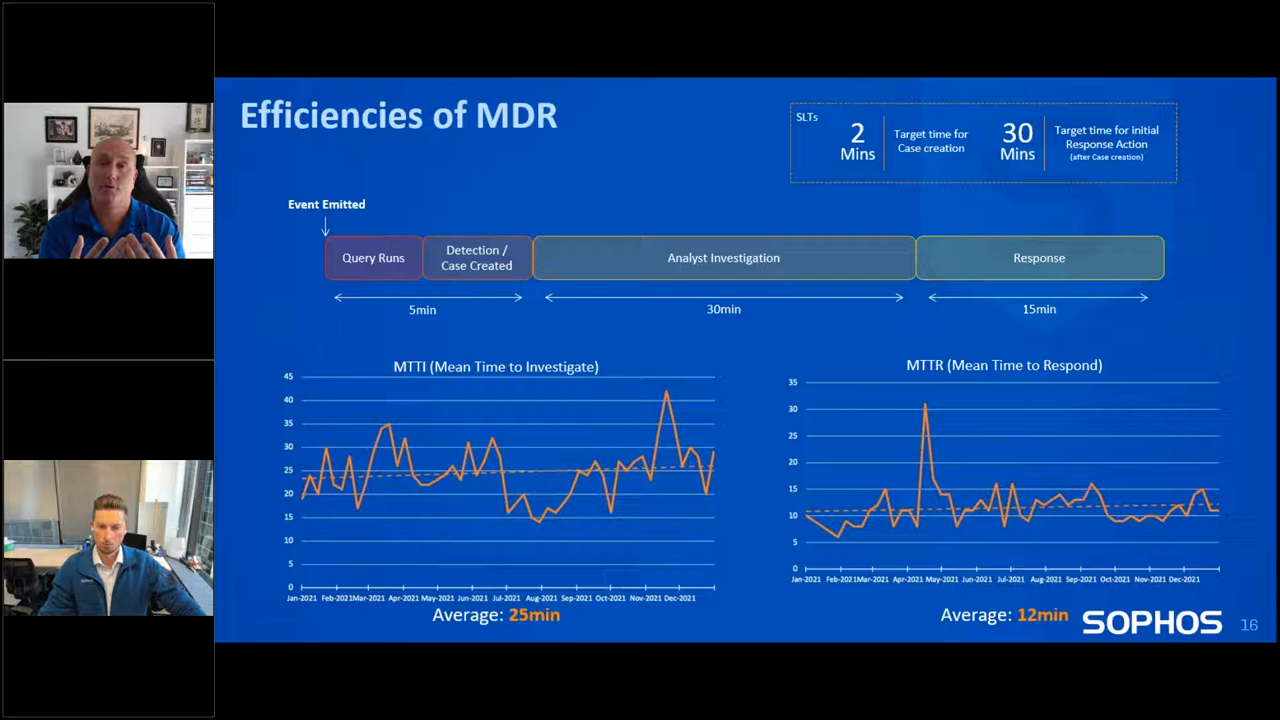 Efficiencies of MDR
SLTs
2
Mins
Target time for
Case creation
30
Mins
Target time for initial
Response Action
(after Case creation)
Event Emitted
Query Runs
Detection /
Case Created
Analyst Investigation
Response
5min
30min
15min
MTTI (Mean Time to Investigate)
45
40
35
30
25
20
15
10
5
0
Jan-2021 Feb-2021 Mar-2021 Apr-2021 May-2021 Jun-2021 Jul-2021 Aug-2021 Sep-2021 Oct-2021 Nov-2021 Dec-2021
Average: 25min
MTTR (Mean Time to Respond)
35
30
25
20
15
10
5
0
Jan-2021 Feb-2021 Mar-2021 Apr-2021 May-2021 Jun-2021 Jul-2021 Aug-2021 Sep-2021 Oct-2021 Nov-2021 Dec-2021
Average: 12min
SOPHOS
16